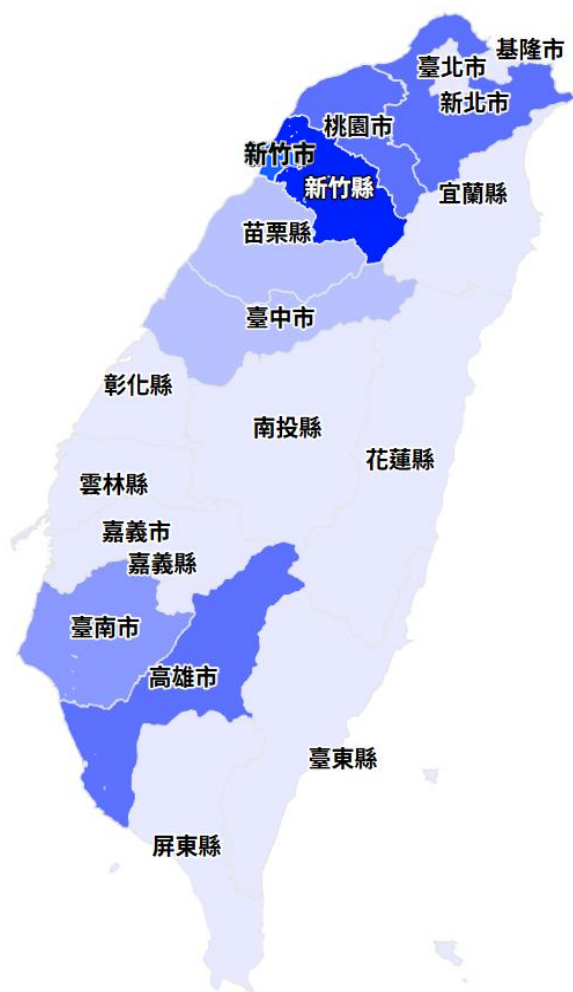 基隆市
臺北市
新北市
桃園市
新竹市
新竹縣
宜蘭縣
苗栗縣
臺中市
彰化縣
南投縣
花蓮縣
雲林縣
嘉義市
嘉義縣
臺南市
高雄市
臺東縣
屏東縣